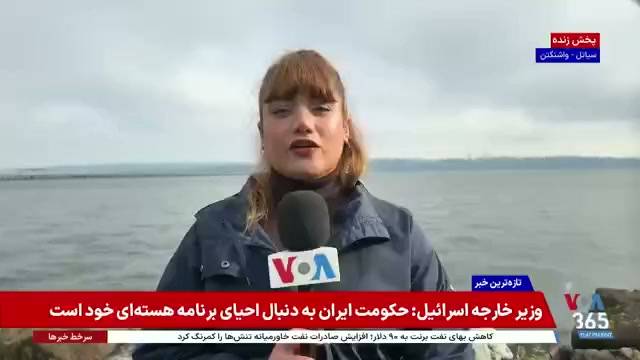 پخش زنده
سیاتل - واشنگتن
VOA
تازه‌ترین خبر
وزیر خارجه اسرائیل: حکومت ایران به دنبال احیای برنامه هسته‌ای خود است
VOA
365
سرخط خبرها
کاهش بهای نفت برنت به ۹۰ دلار؛ افزایش صادرات نفت خاورمیانه تنش‌ها را کمرنگ کرد